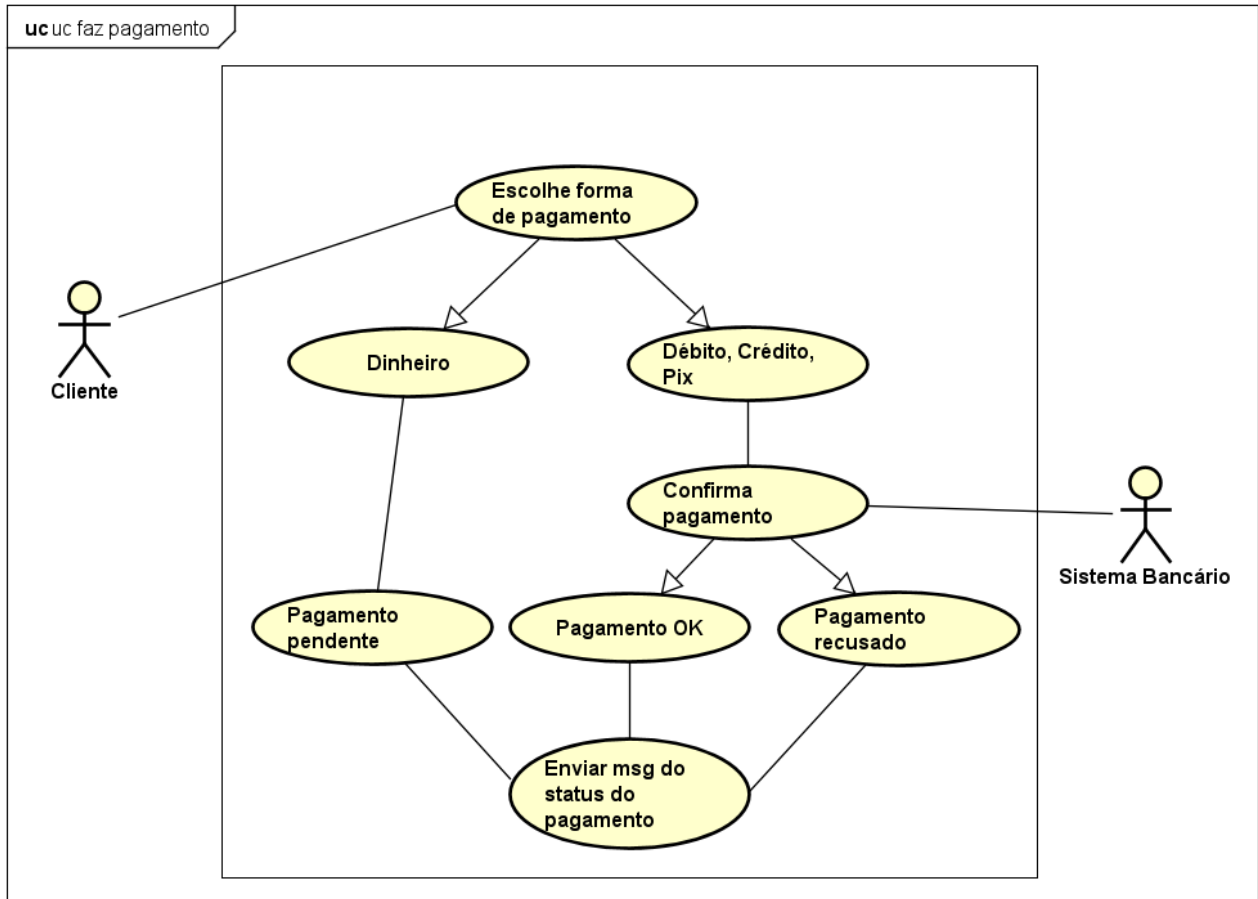 uc uc faz pagamento
Escolhe forma
de pagamento
Cliente
Dinheiro
Débito, Crédito,
Pix
Confirma
pagamento
Sistema Bancário
Pagamento
pendente
Pagamento OK
Pagamento
recusado
Enviar msg do
status do
pagamento